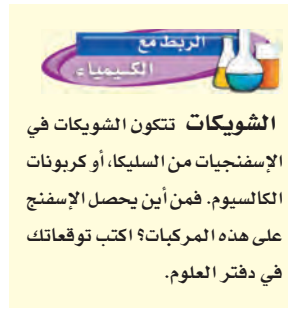 الربط مع
الكيمياء
الشويكات تتكون الشويكات في
الإسفنجيات من السليكا، أو كربونات
الكالسيوم. فمن أين يحصل الإسفنج
على هذه المركبات؟ اكتب توقعاتك
في دفتر العلوم.